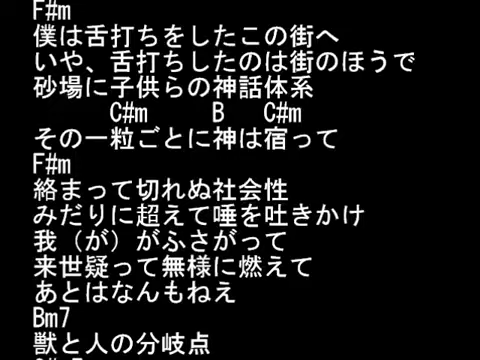 F#m
僕は舌打ちをしたこの街へ
いや、舌打ちしたのは街のほうで
砂場に子供らの神話体系
C#m B C#m
その一粒ごとに神は宿って
F#m
絡まって切れぬ社会性
みだりに超えて唾を吐きかけ
我（が）がふさがって
来世疑って無様に燃えて
あとはなんもねえ
Bm7
獣と人の分岐点